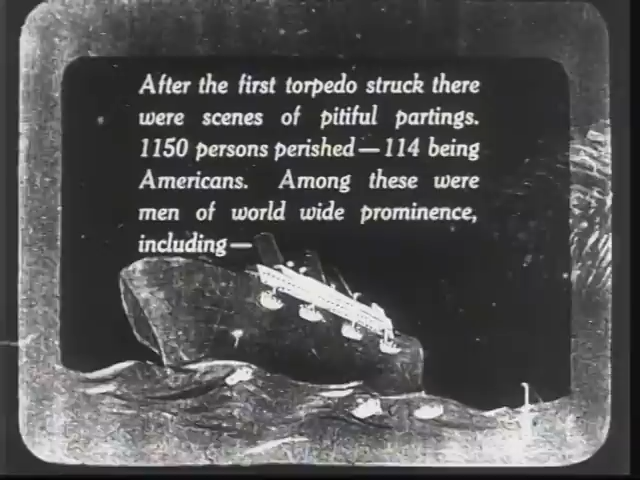 After the first torpedo struck there
were scenes of pitiful partings.
1150 persons perished — 114 being
Americans. Among these were
men of world wide prominence,
including —